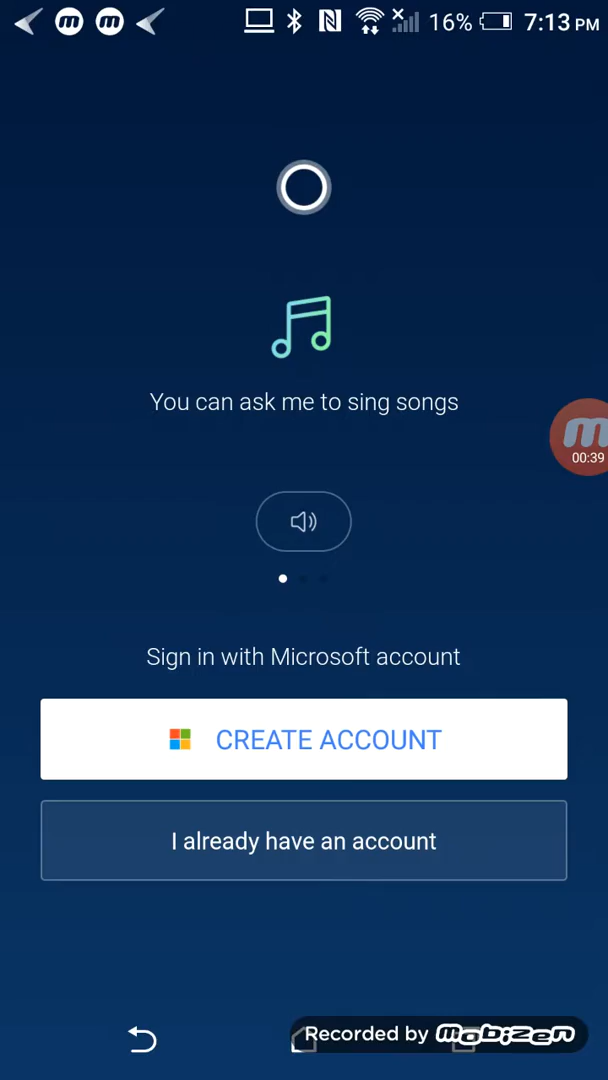 16% 7:13 PM
You can ask me to sing songs
00:39
Sign in with Microsoft account
CREATE ACCOUNT
I already have an account
Recorded by mobizen